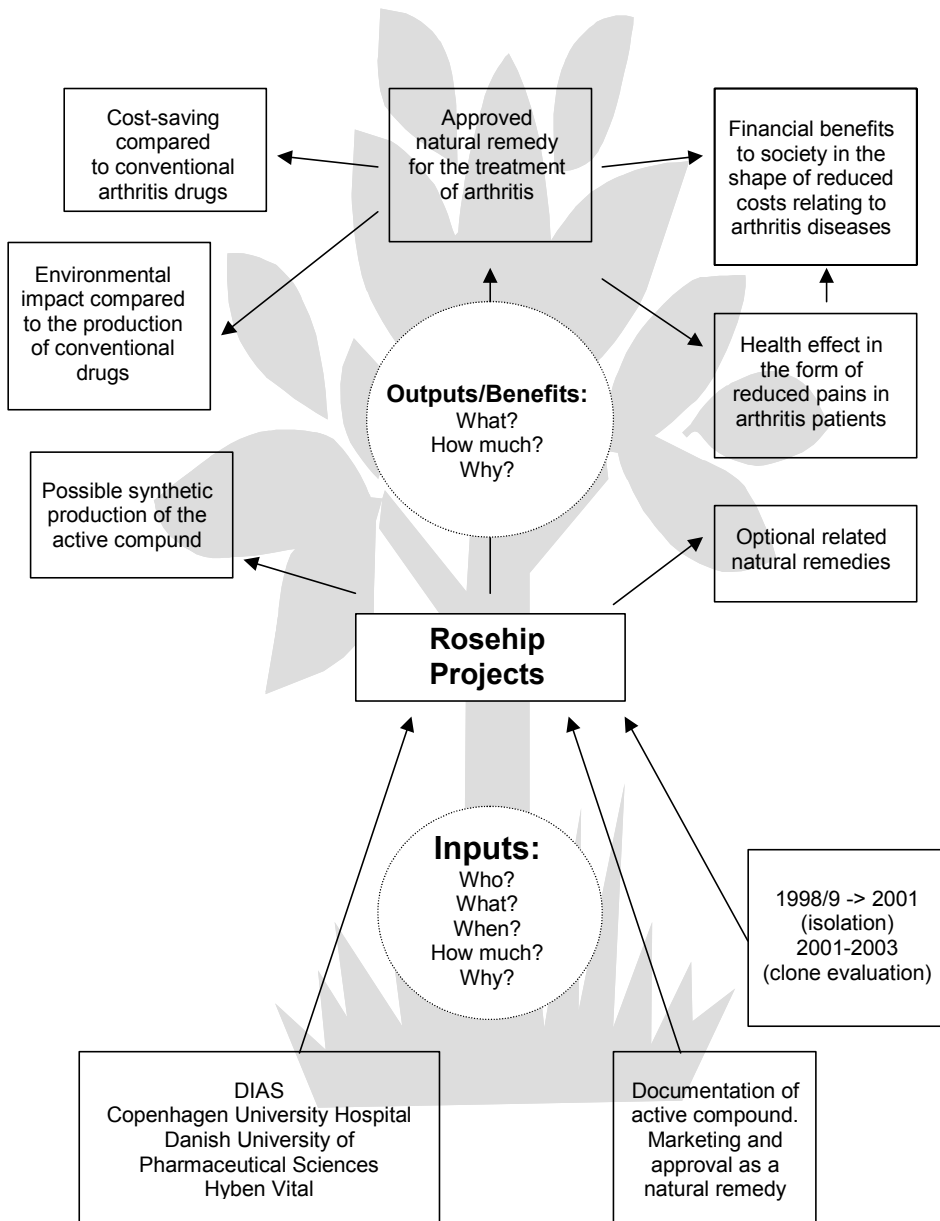 Cost-saving
compared
to conventional
arthritis drugs
Approved
natural remedy
for the treatment
of arthritis
Financial benefits
to society in the
shape of reduced
costs relating to
arthritis diseases
Environmental
impact compared
to the production
of conventional
drugs
Outputs/Benefits:
What?
How much?
Why?
Health effect in
the form of
reduced pains in
arthritis patients
Possible synthetic
production of the
active compund
Optional related
natural remedies
Rosehip
Projects
Inputs:
Who?
What?
When?
How much?
Why?
1998/9 -> 2001
(isolation)
2001-2003
(clone evaluation)
DIAS
Copenhagen University Hospital
Danish University of
Pharmaceutical Sciences
Hyben Vital
Documentation of
active compound.
Marketing and
approval as a
natural remedy